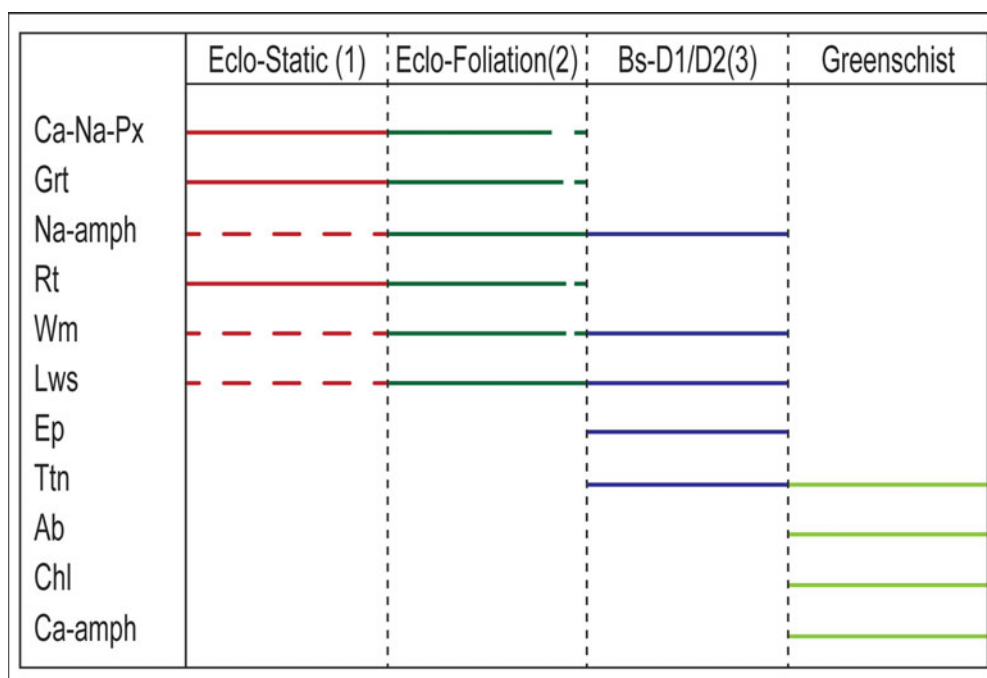 Eclo-Static (1) Eclo-Foliation(2) Bs-D1/D2(3) Greenschist
Ca-Na-Px
Grt
Na-amph
Rt
Wm
Lws
Ep
Ttn
Ab
Chl
Ca-amph